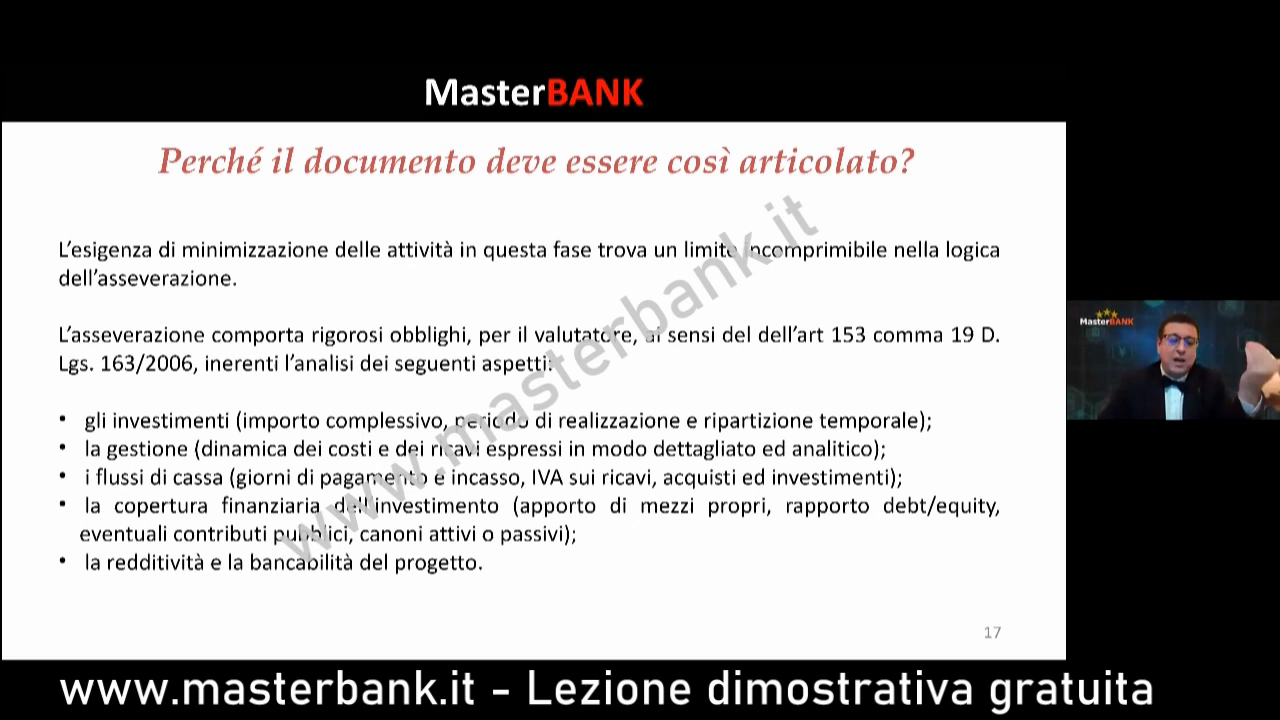 MasterBANK
Perché il documento deve essere così articolato?
L’esigenza di minimizzazione delle attività in questa fase trova un limite incomprimibile nella logica
dell’asseverazione.
L’asseverazione comporta rigorosi obblighi, per il valutatore, ai sensi del dell’art 153 comma 19 D.
Lgs. 163/2006, inerenti l’analisi dei seguenti aspetti:
• gli investimenti (importo complessivo, periodo di realizzazione e ripartizione temporale);
• la gestione (dinamica dei costi e dei ricavi espressi in modo dettagliato ed analitico);
• i flussi di cassa (giorni di pagamento e incasso, IVA sui ricavi, acquisti ed investimenti);
• la copertura finanziaria dell’investimento (apporto di mezzi propri, rapporto debt/equity,
eventuali contributi pubblici, canoni attivi o passivi);
• la redditività e la bancabilità del progetto.
www.masterbank.it
17
MasterBANK
www.masterbank.it - Lezione dimostrativa gratuita